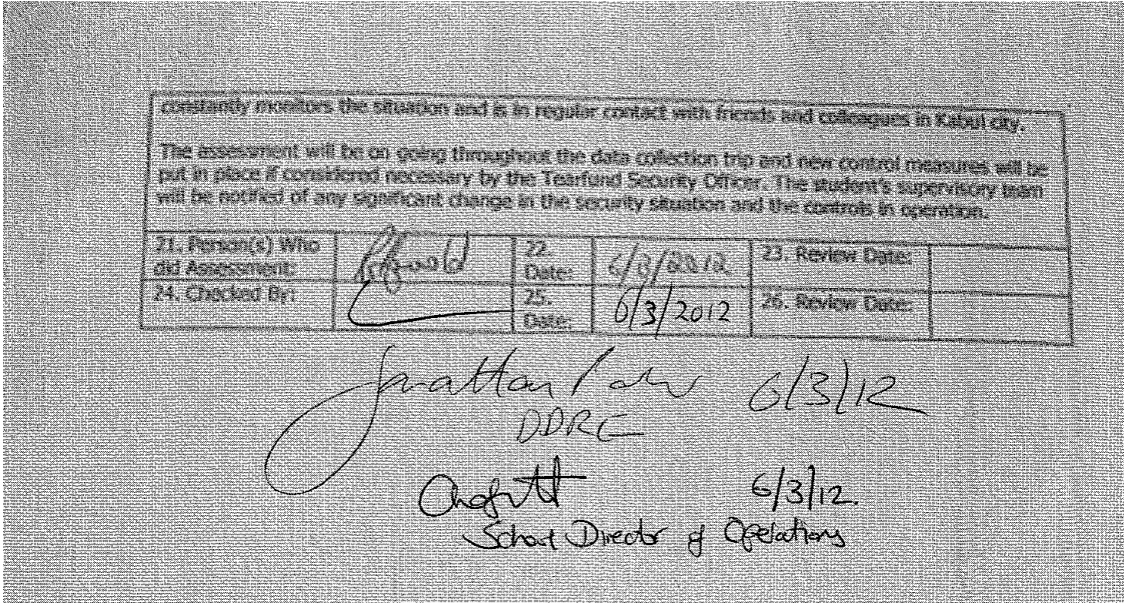 constantly monitors the situation and is in regular contact with friends and colleagues in Kabul city.
The assessment will be on going throughout the data collection trip and new control measures will be
put in place if considered necessary by the Tearfund Security Officer. The student's supervisory team
will be notified of any significant change in the security situation and the controls in operation.
21. Person(s) Who did Assessment: 22. Date: 6/3/2012 23. Review Date:
24. Checked By: 25. Date: 6/3/2012 26. Review Date:
Jonathan 6/3/12
DDRE
6/3/12.
School Director of Operations